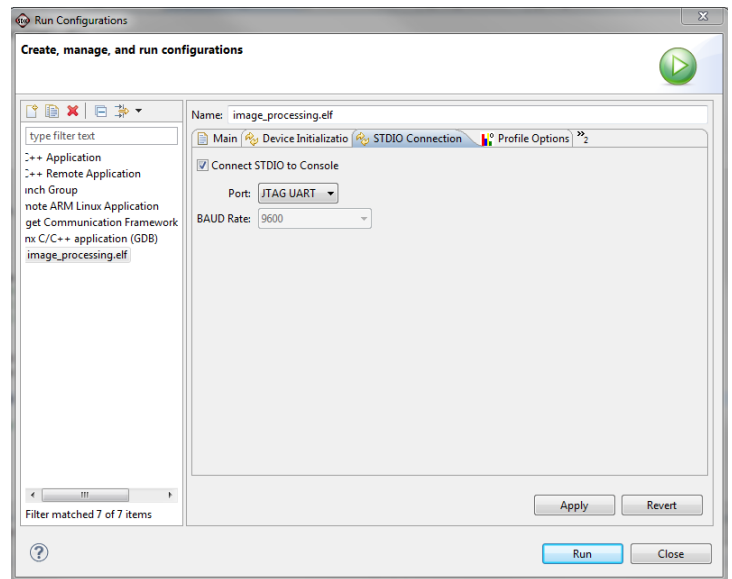 Run Configurations
Create, manage, and run configurations
type filter text
C++ Application
C++ Remote Application
unch Group
mote ARM Linux Application
get Communication Framework
nx C/C++ application (GDB)
image_processing.elf
Filter matched 7 of 7 items
Name: image_processing.elf
Main Device Initializatio STDIO Connection Profile Options »2
Connect STDIO to Console
Port: JTAG UART
BAUD Rate: 9600
Apply Revert
Run Close